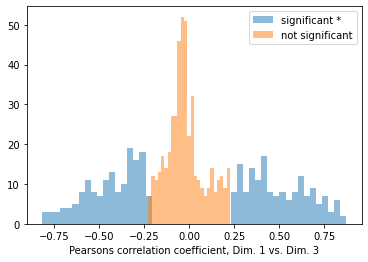 significant *
not significant
50
40
30
20
10
0
-0.75 -0.50 -0.25 0.00 0.25 0.50 0.75
Pearsons correlation coefficient, Dim. 1 vs. Dim. 3